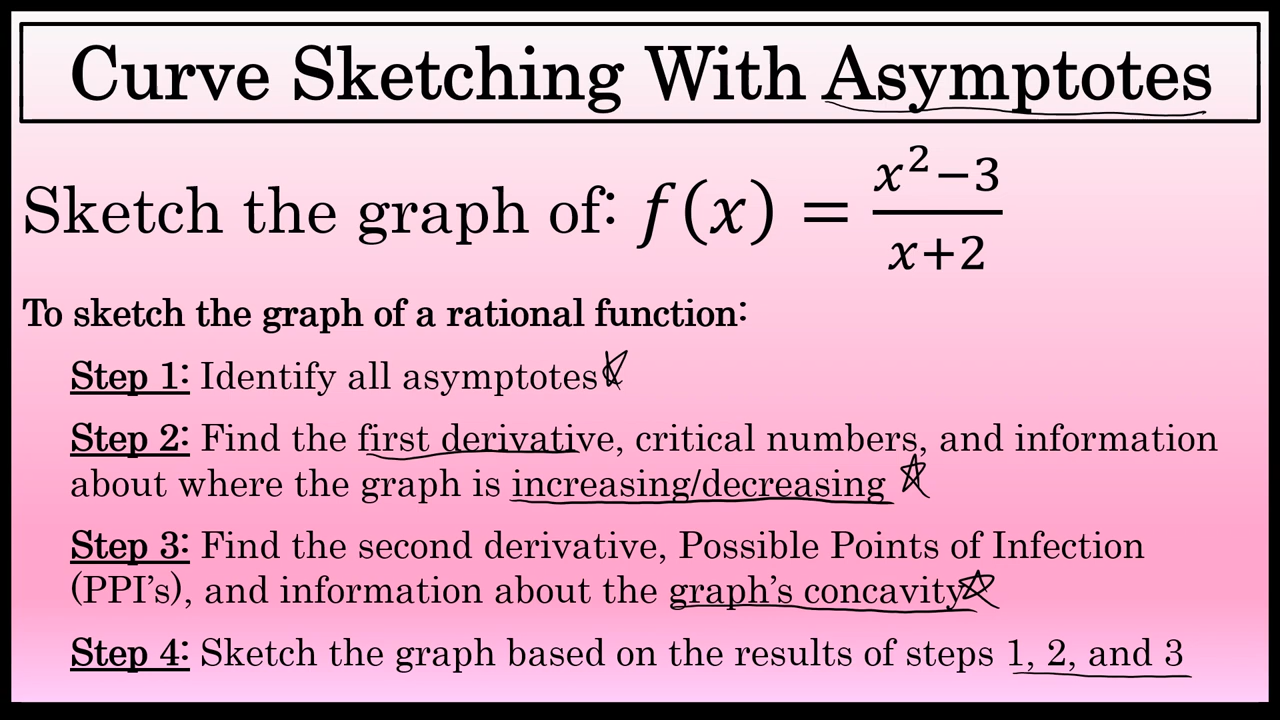 Curve Sketching With Asymptotes
Sketch the graph of: f(x) = \frac{x^2-3}{x+2}
To sketch the graph of a rational function:
Step 1: Identify all asymptotes
Step 2: Find the first derivative, critical numbers, and information
about where the graph is increasing/decreasing
Step 3: Find the second derivative, Possible Points of Infection
(PPI's), and information about the graph's concavity
Step 4: Sketch the graph based on the results of steps 1, 2, and 3